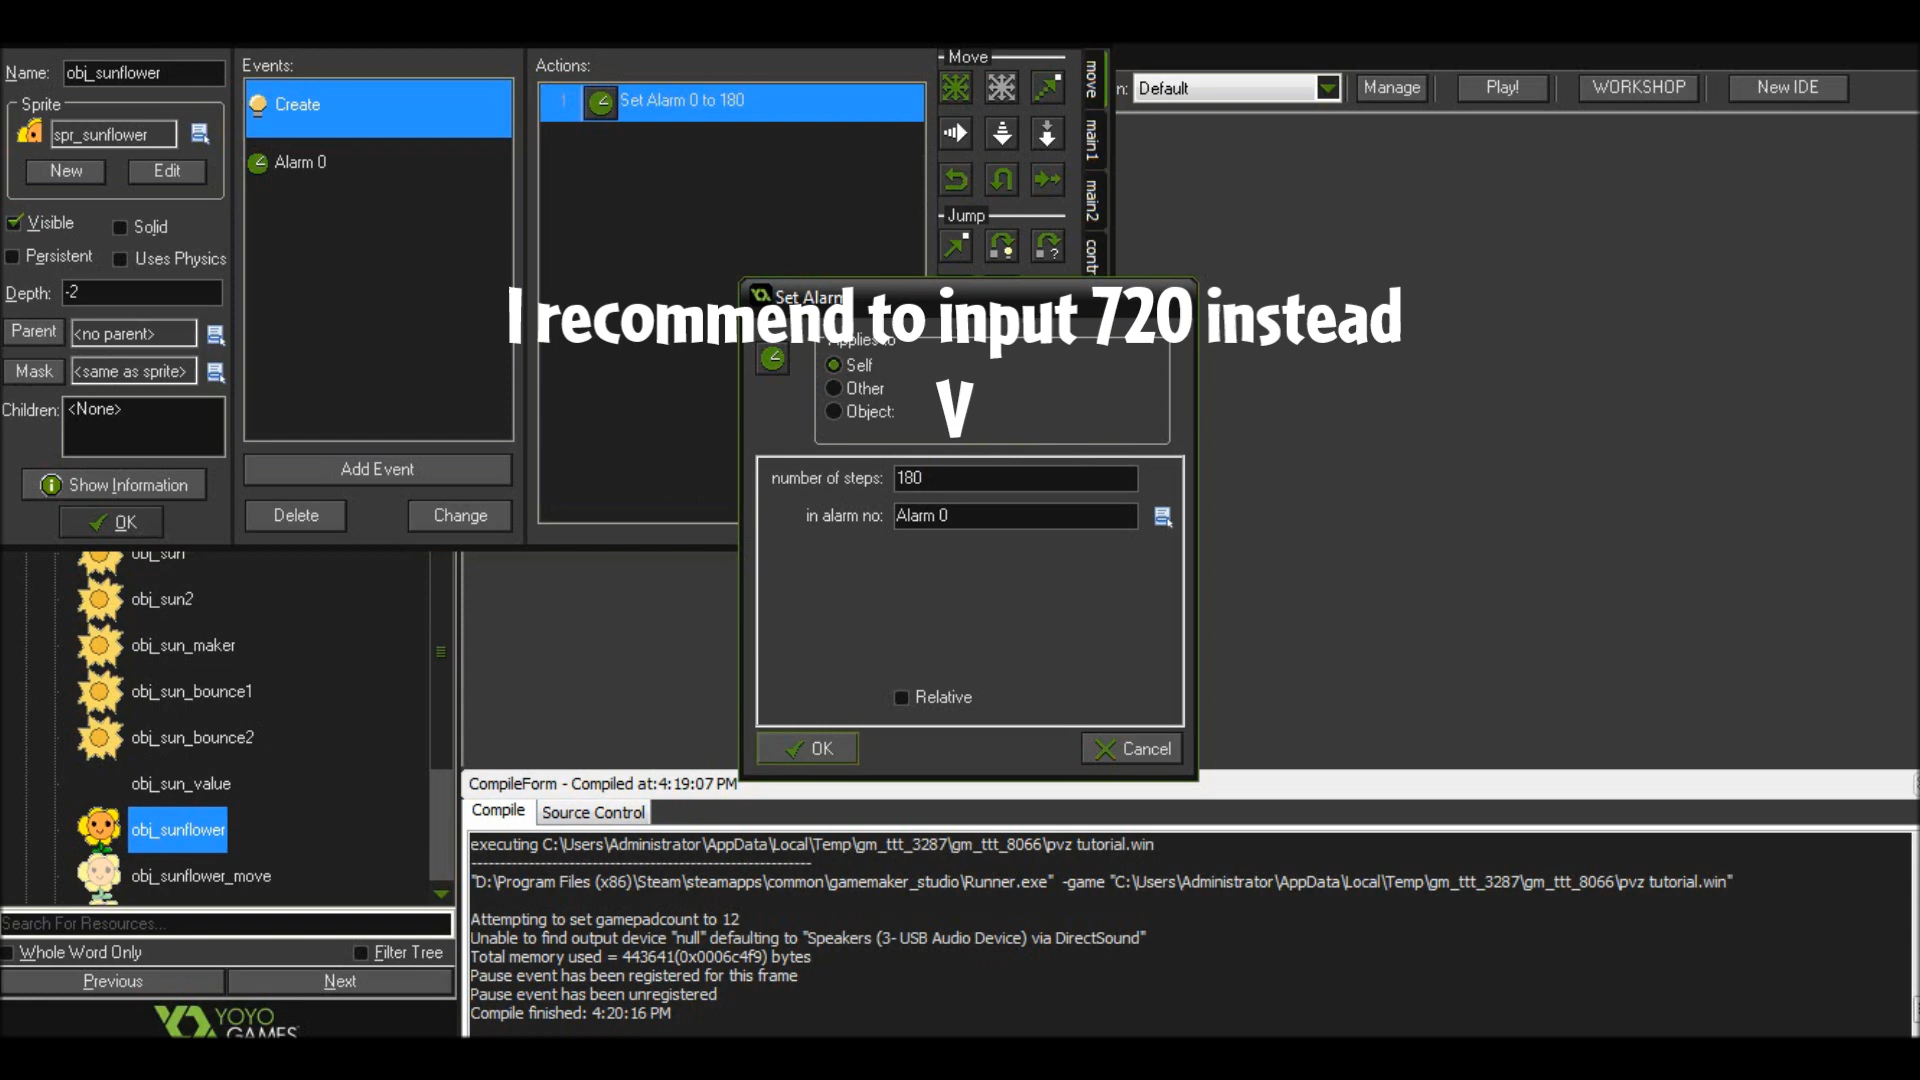 Name: obj_sunflower
Sprite
spr_sunflower
New Edit
Visible Solid
Persistent Uses Physics
Depth: -2
Parent <no parent>
Mask <same as sprite>
Children: <None>
Show Information
OK
Events:
Create
Alarm 0
Add Event
Delete Change
Actions:
1 Set Alarm 0 to 180
Move
Jump
move
main1
main2
contr
n: Default Manage Play! WORKSHOP New IDE
Set Alarm
I recommend to input 720 instead
V
Applies to
Self
Other
Object:
number of steps: 180
in alarm no: Alarm 0
Relative
OK Cancel
obj_sun
obj_sun2
obj_sun_maker
obj_sun_bounce1
obj_sun_bounce2
obj_sun_value
obj_sunflower
obj_sunflower_move
Search For Resources...
Whole Word Only Filter Tree
Previous Next
YOYO
GAMES
CompileForm - Compiled at:4:19:07 PM
Compile Source Control
executing C:\Users\Administrator\AppData\Local\Temp\gm_ttt_3287\gm_ttt_8066\pvz tutorial.win
"D:\Program Files (x86)\Steam\steamapps\common\gamemaker_studio\Runner.exe" -game "C:\Users\Administrator\AppData\Local\Temp\gm_ttt_3287\gm_ttt_8066\pvz tutorial.win"
Attempting to set gamepadcount to 12
Unable to find output device "null" defaulting to "Speakers (3- USB Audio Device) via DirectSound"
Total memory used = 443641(0x0006c4f9) bytes
Pause event has been registered for this frame
Pause event has been unregistered
Compile finished: 4:20:16 PM